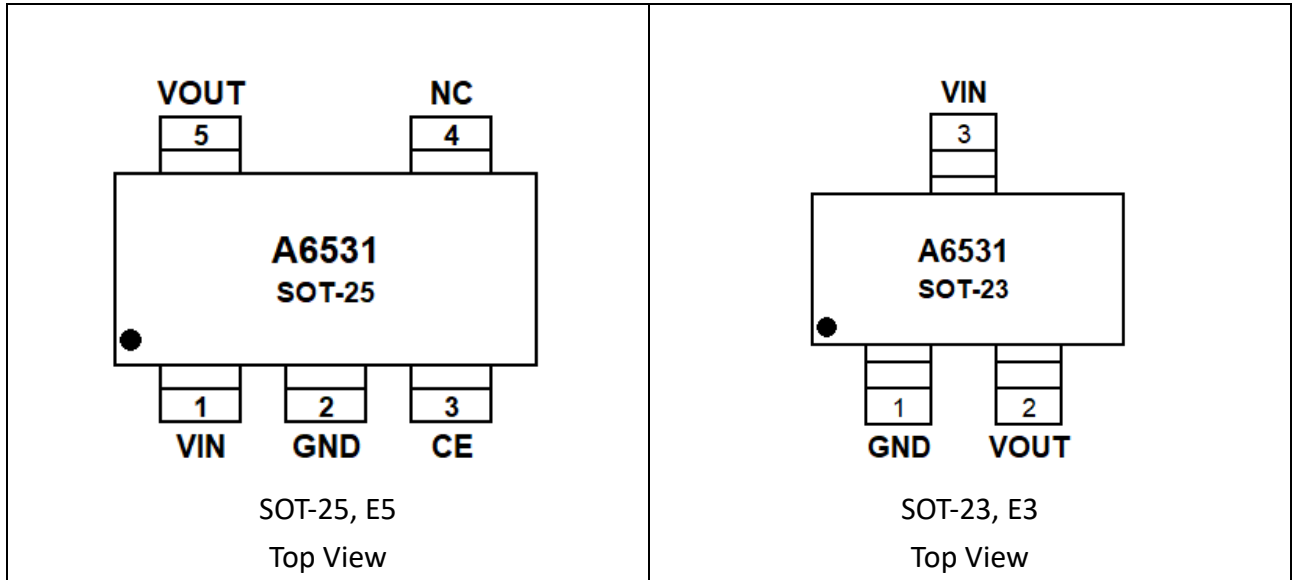 VOUT NC
5 4
A6531
SOT-25
1 2 3
VIN GND CE
SOT-25, E5
Top View
VIN
3
A6531
SOT-23
1 2
GND VOUT
SOT-23, E3
Top View